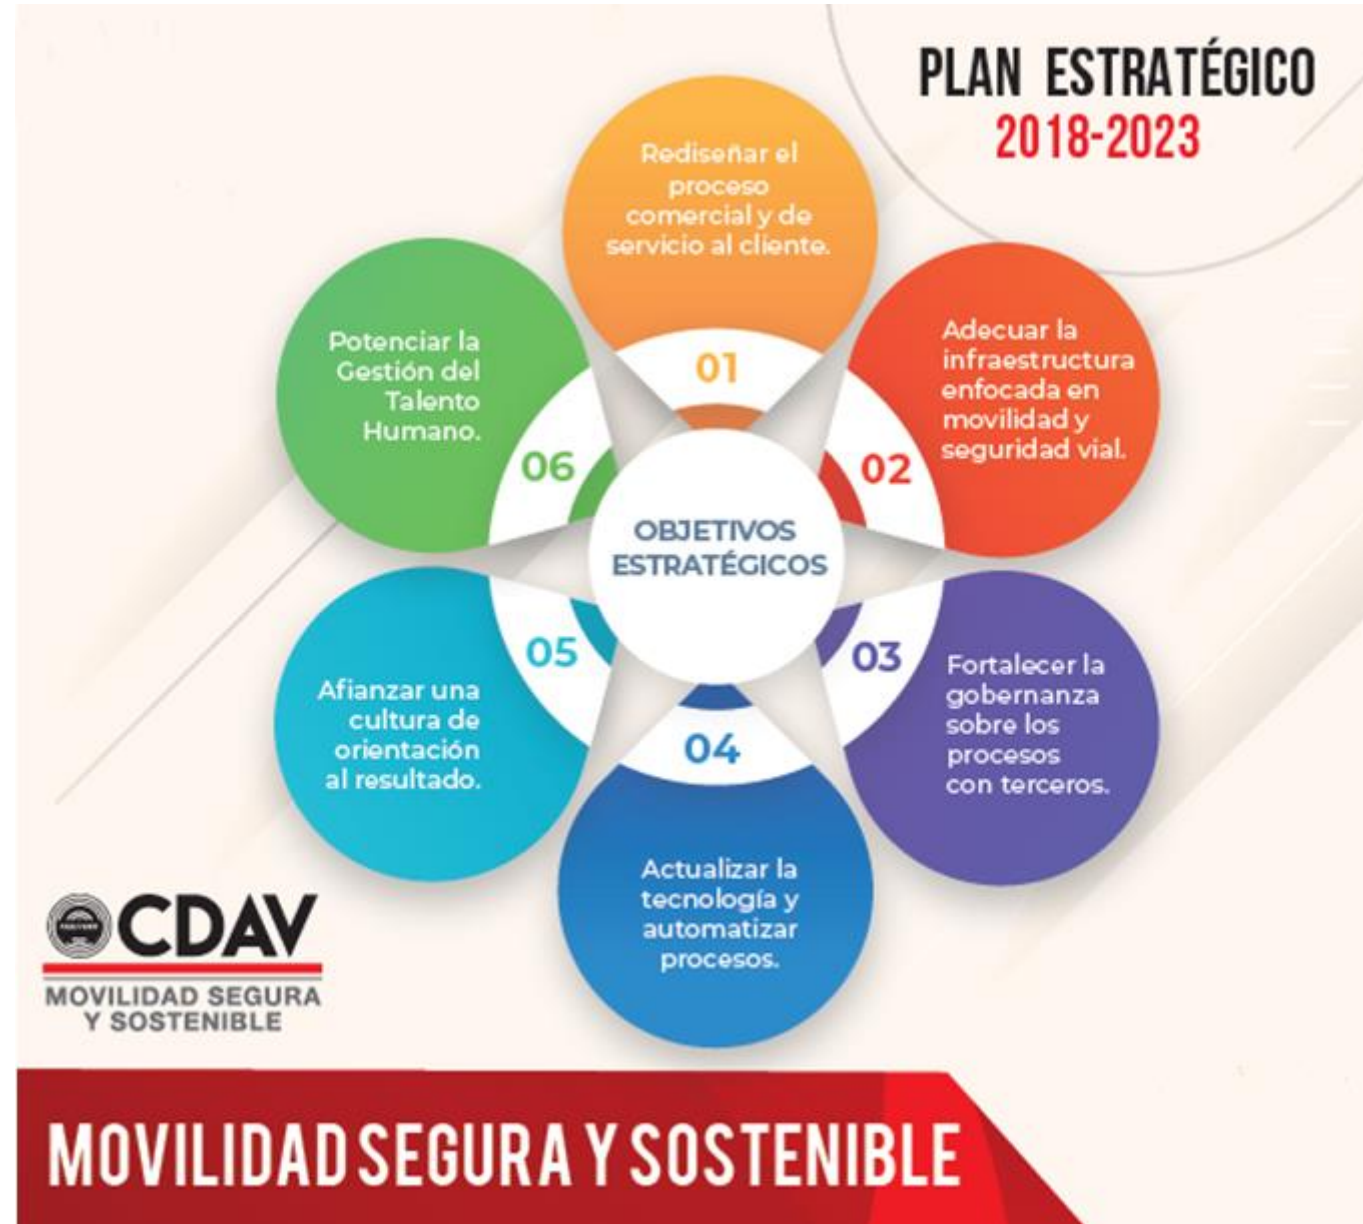 PLAN ESTRATÉGICO
2018-2023
Rediseñar el
proceso
comercial y de
servicio al cliente.
01
Adecuar la
infraestructura
enfocada en
movilidad y
seguridad vial.
02
Fortalecer la
gobernanza
sobre los
procesos
con terceros.
03
Actualizar la
tecnología y
automatizar
procesos.
04
Afianzar una
cultura de
orientación
al resultado.
05
Potenciar la
Gestión del
Talento
Humano.
06
OBJETIVOS
ESTRATÉGICOS
CDAV
MOVILIDAD SEGURA
Y SOSTENIBLE
MOVILIDAD SEGURA Y SOSTENIBLE